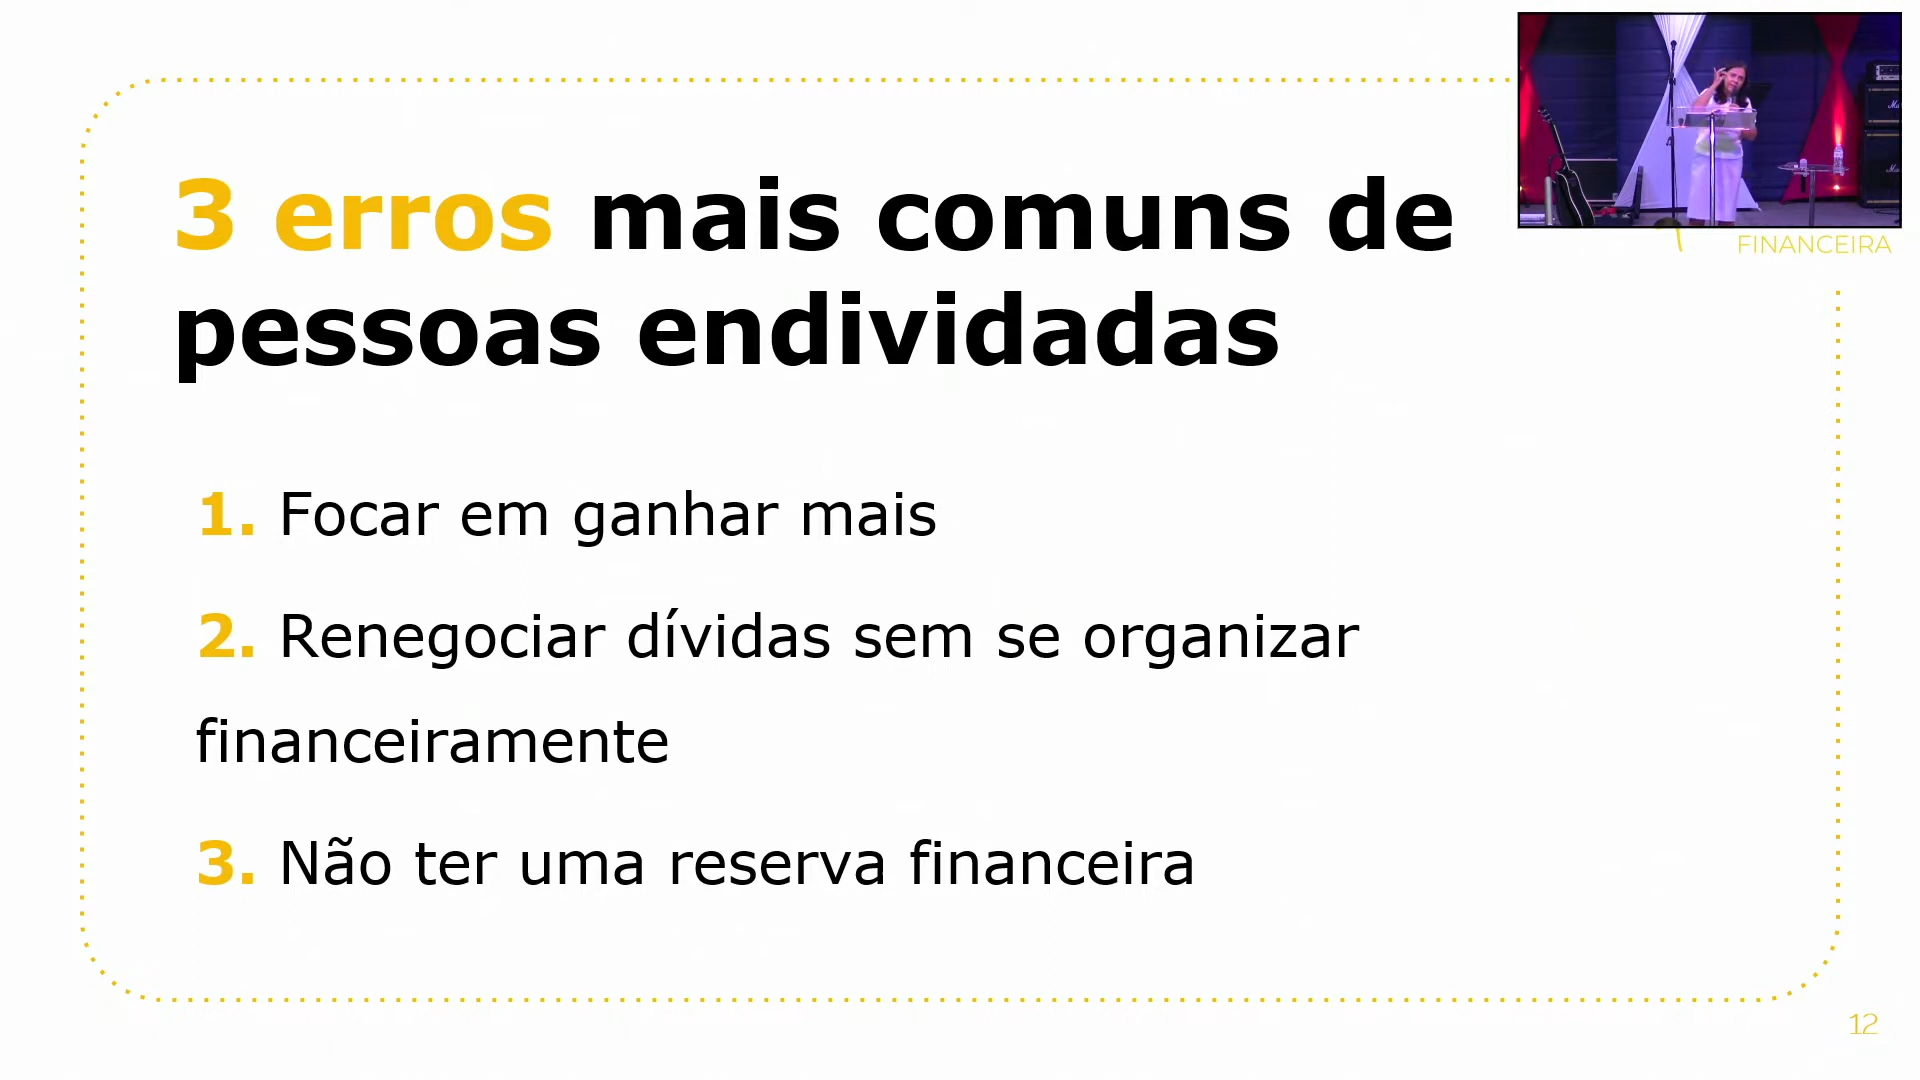 3 erros mais comuns de
pessoas endividadas
FINANCEIRA
1. Focar em ganhar mais
2. Renegociar dívidas sem se organizar
financeiramente
3. Não ter uma reserva financeira
12